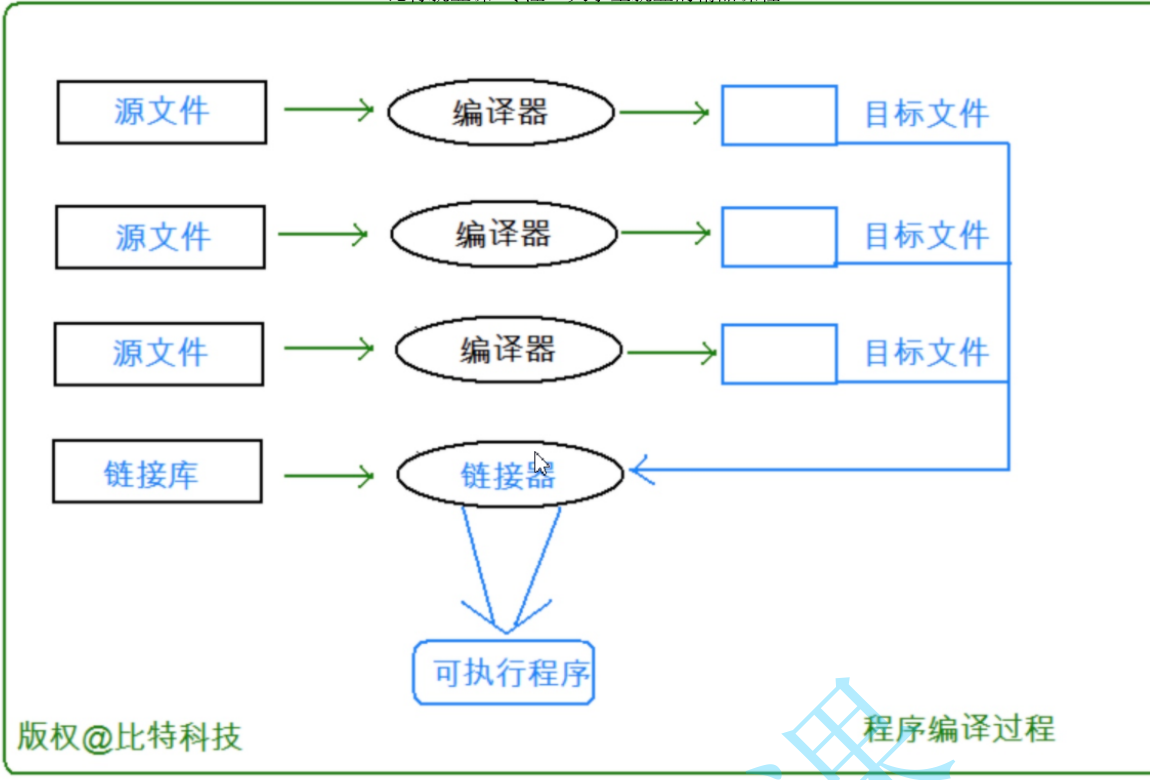 源文件
编译器
目标文件
源文件
编译器
目标文件
源文件
编译器
目标文件
链接库
链接器
可执行程序
版权@比特科技
程序编译过程
课